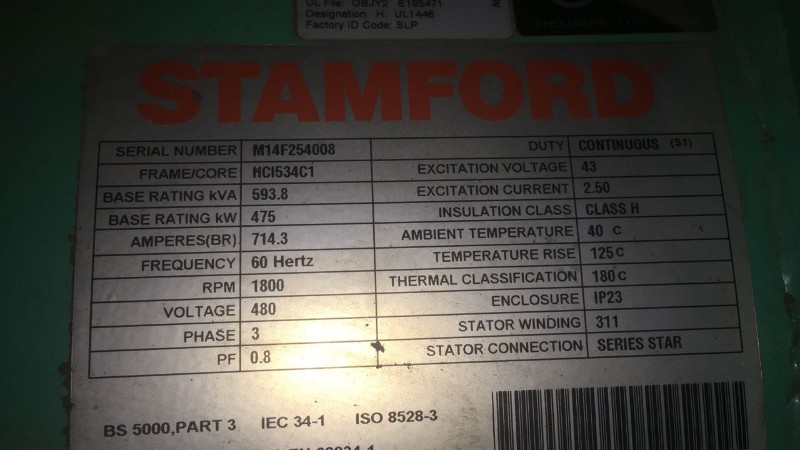 UL File: OBJY2 E195471
Designation: H. UL1446
Factory ID Code: SLP
STAMFORD
SERIAL NUMBER M14F254008
FRAME/CORE HCI534C1
BASE RATING kVA 593.8
BASE RATING kW 475
AMPERES(BR) 714.3
FREQUENCY 60 Hertz
RPM 1800
VOLTAGE 480
PHASE 3
PF 0.8
DUTY CONTINUOUS (S1)
EXCITATION VOLTAGE 43
EXCITATION CURRENT 2.50
INSULATION CLASS CLASS H
AMBIENT TEMPERATURE 40 C
TEMPERATURE RISE 125 C
THERMAL CLASSIFICATION 180 C
ENCLOSURE IP23
STATOR WINDING 311
STATOR CONNECTION SERIES STAR
BS 5000,PART 3 IEC 34-1 ISO 8528-3